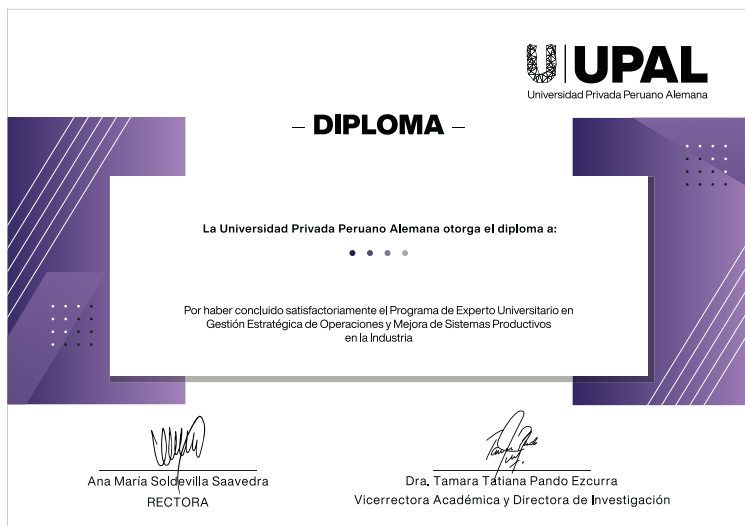 UPAL
Universidad Privada Peruano Alemana
– DIPLOMA –
La Universidad Privada Peruano Alemana otorga el diploma a:
Por haber concluido satisfactoriamente el Programa de Experto Universitario en
Gestión Estratégica de Operaciones y Mejora de Sistemas Productivos
en la Industria
Ana María Soldevilla Saavedra
RECTORA
Dra. Tamara Tatiana Pando Ezcurra
Vicerrectora Académica y Directora de Investigación